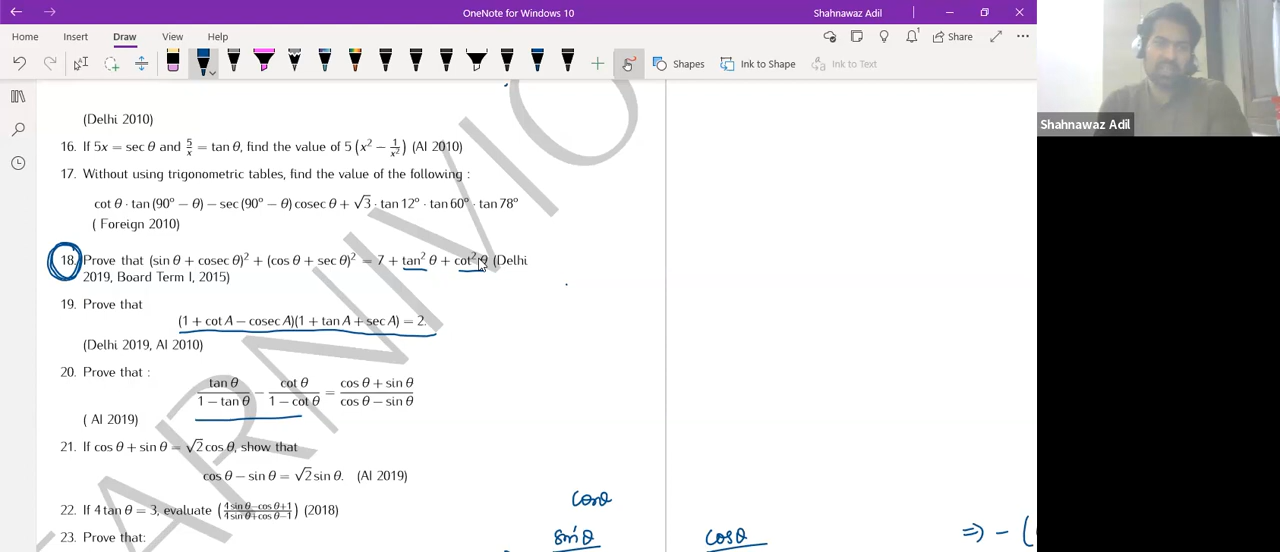 OneNote for Windows 10
Shahnawaz Adil
Home Insert Draw View Help
Share
Shapes Ink to Shape Ink to Text
Shahnawaz Adil
(Delhi 2010)
16. If 5x = sec θ and 5/x = tan θ, find the value of 5(x² − 1/x²) (AI 2010)
17. Without using trigonometric tables, find the value of the following :
cot θ · tan (90° − θ) − sec (90° − θ) cosec θ + √3 · tan 12° · tan 60° · tan 78°
( Foreign 2010)
18. Prove that (sin θ + cosec θ)² + (cos θ + sec θ)² = 7 + tan² θ + cot² θ (Delhi
2019, Board Term I, 2015)
19. Prove that
(1 + cot A − cosec A)(1 + tan A + sec A) = 2.
(Delhi 2019, AI 2010)
20. Prove that :
tan θ / (1 − tan θ) − cot θ / (1 − cot θ) = (cos θ + sin θ) / (cos θ − sin θ)
( AI 2019)
21. If cos θ + sin θ = √2 cos θ, show that
cos θ − sin θ = √2 sin θ. (AI 2019)
cosθ
22. If 4 tan θ = 3, evaluate ((4 sin θ − cos θ + 1) / (4 sin θ + cos θ − 1)) (2018)
23. Prove that:
sinθ cosθ ⇒ − (
EARNIVIO